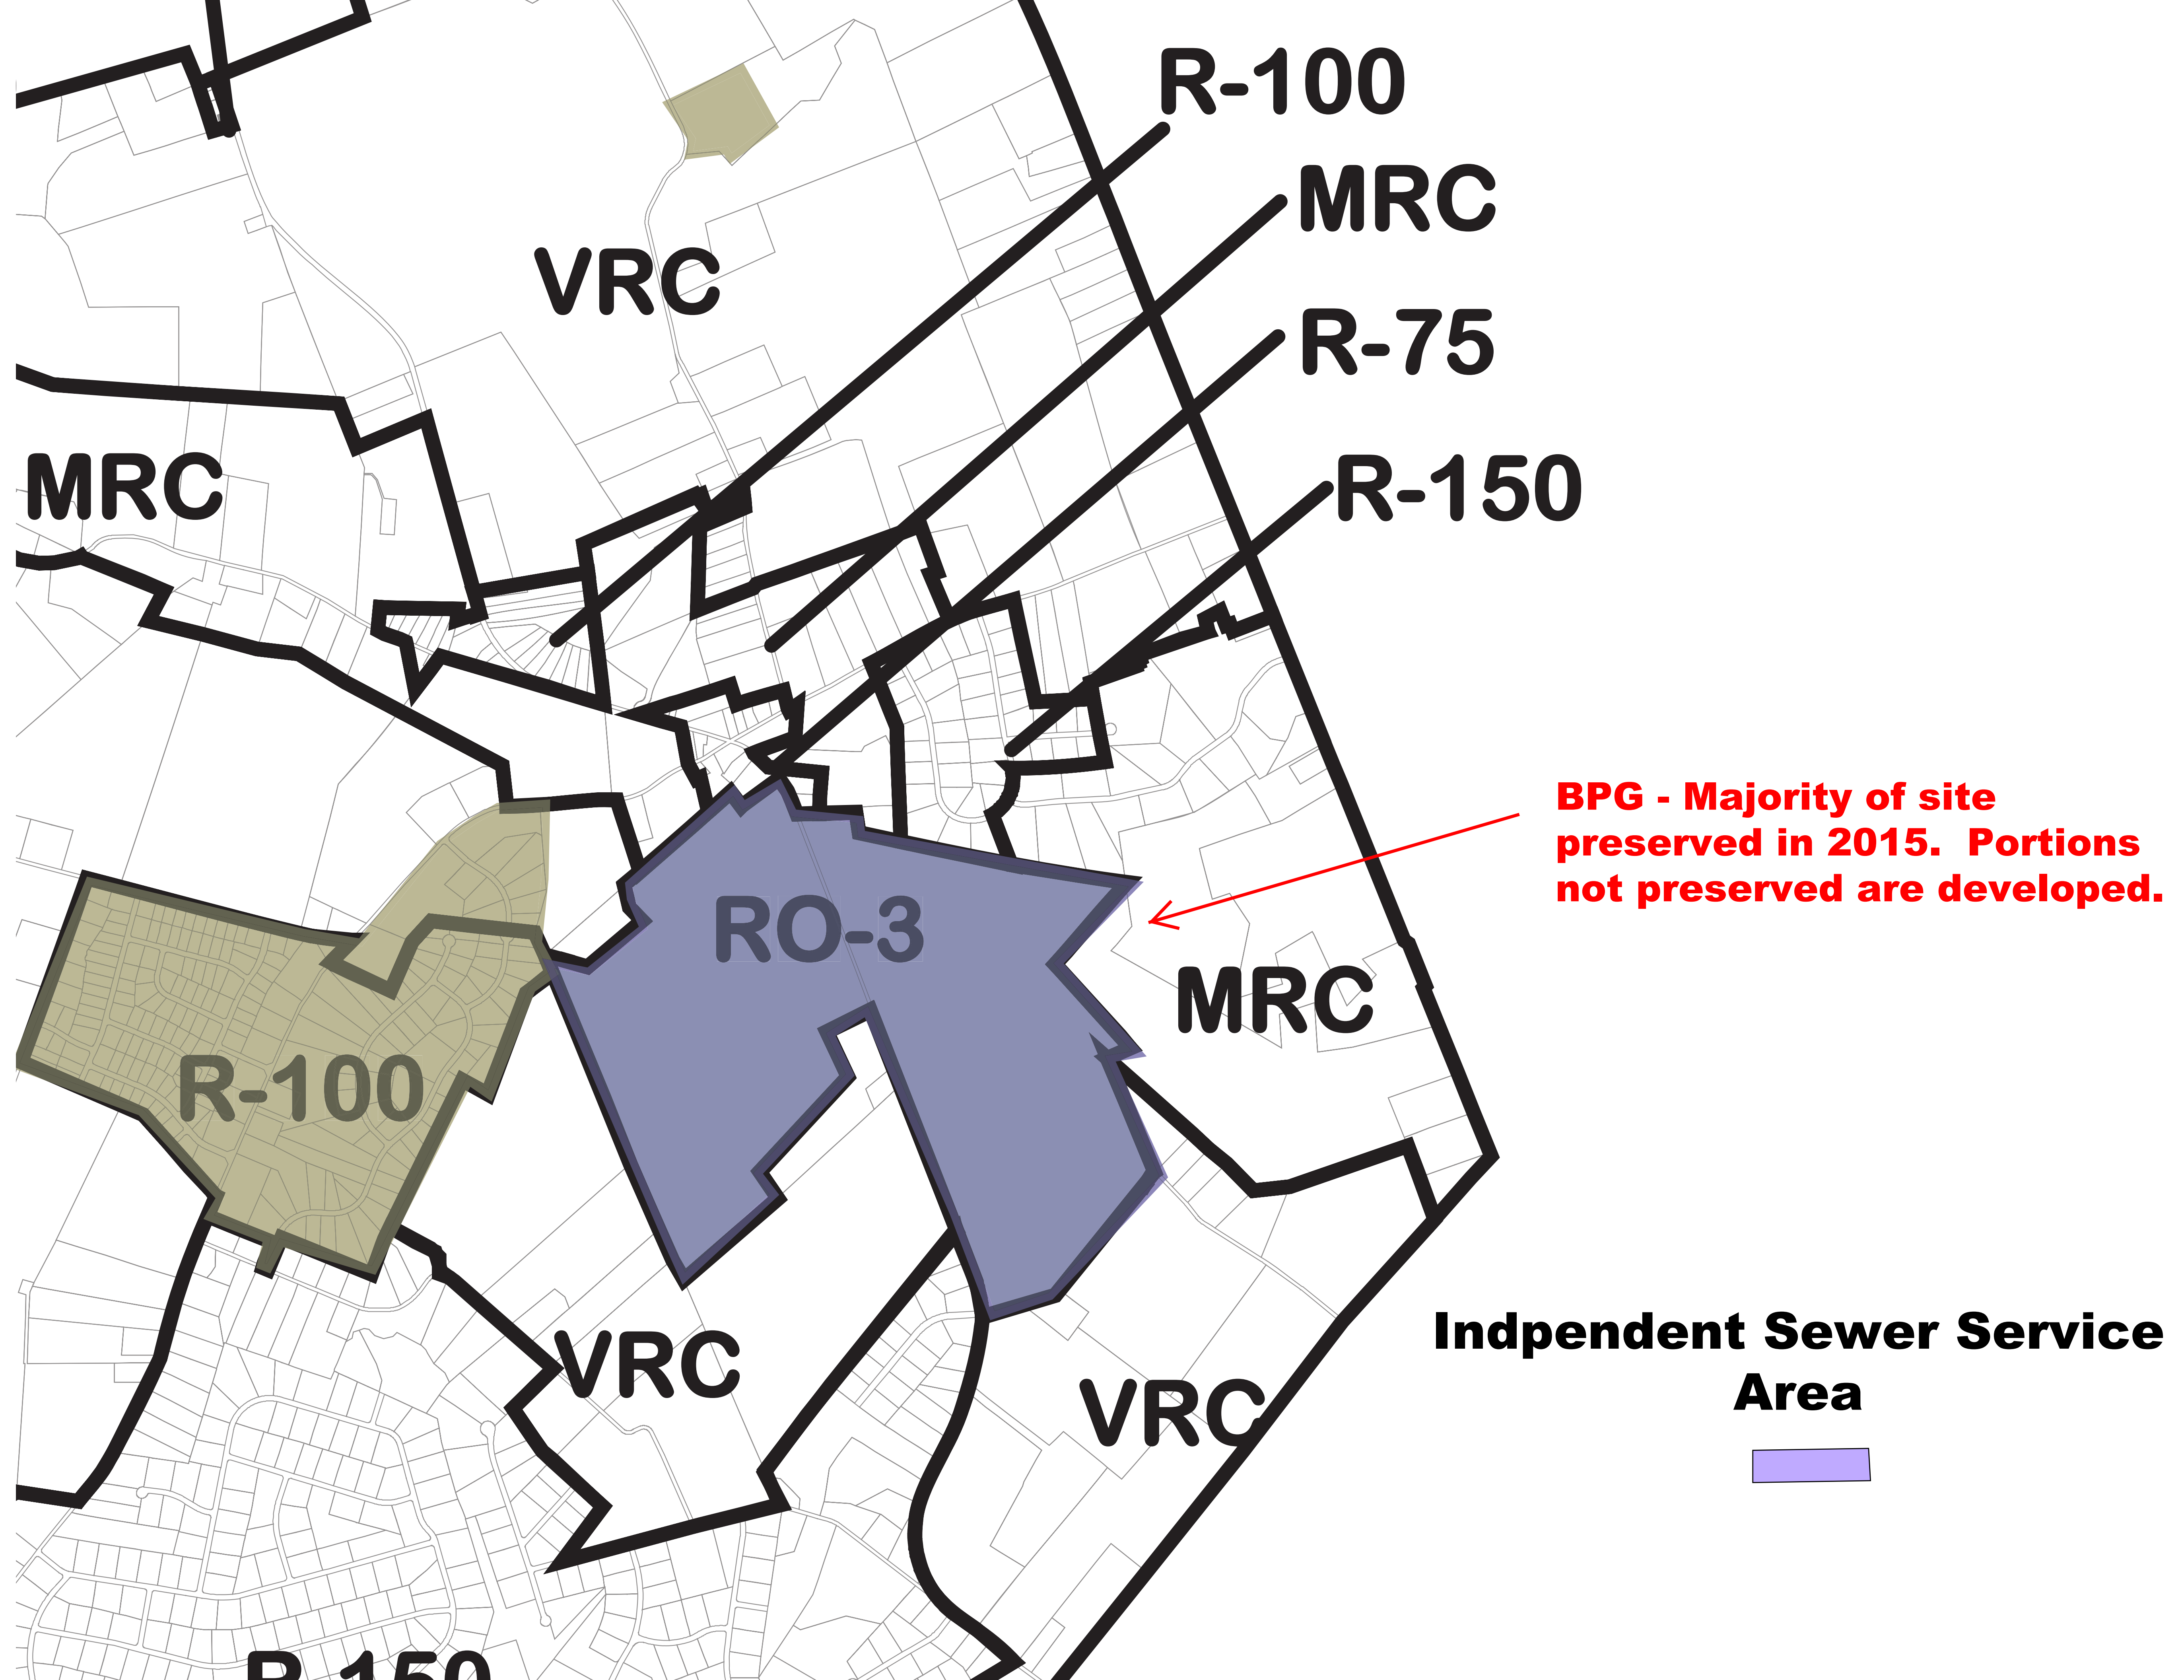 R-100
MRC
R-75
VRC
R-150
MRC
BPG - Majority of site
preserved in 2015.  Portions
not preserved are developed.
RO-3
MRC
R-100
Indpendent Sewer Service
Area
VRC
VRC
R-150